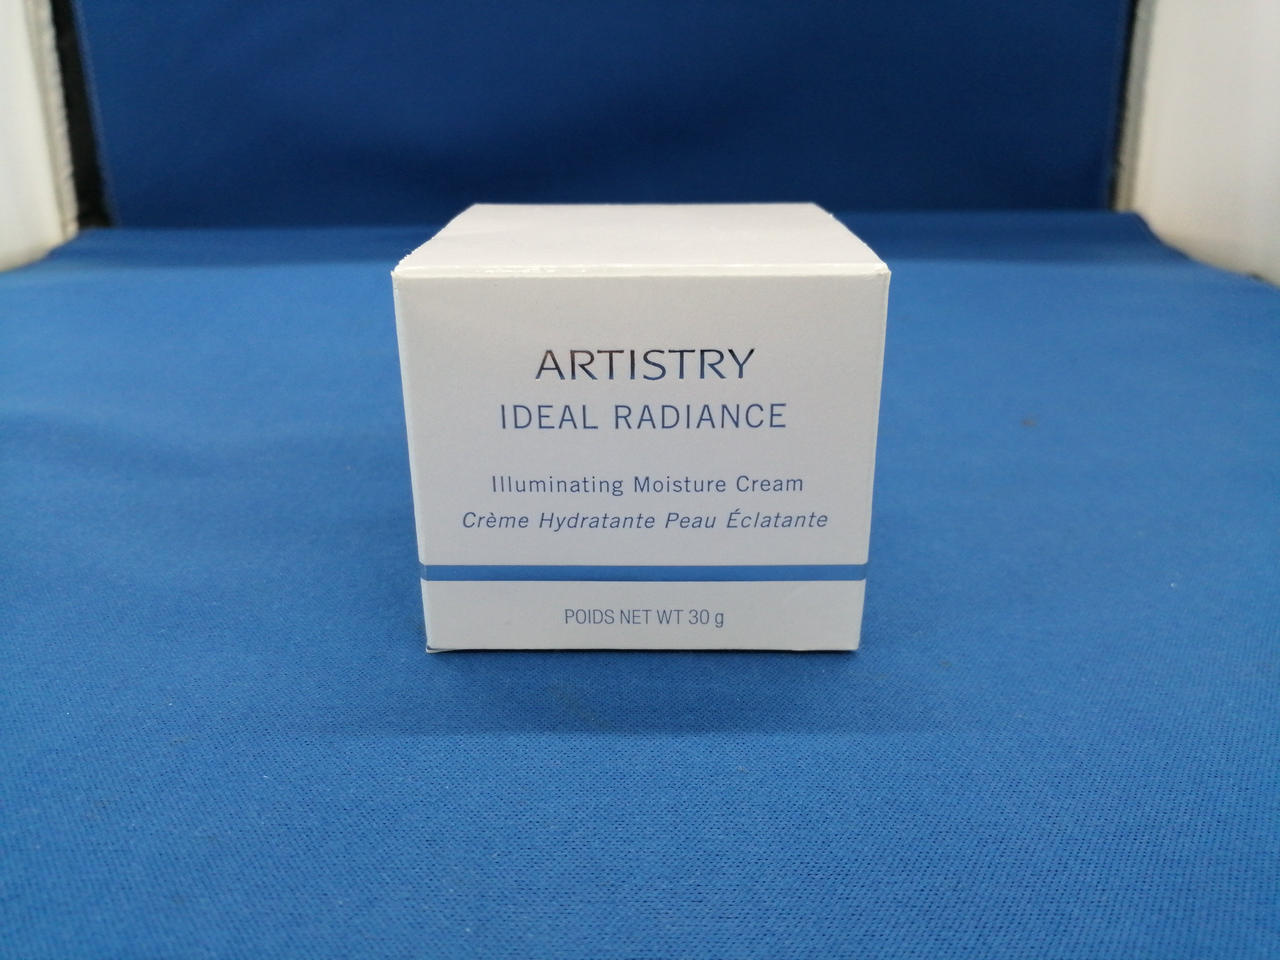 ARTISTRY
IDEAL RADIANCE
Illuminating Moisture Cream
Crème Hydratante Peau Éclatante
POIDS NET WT 30 g